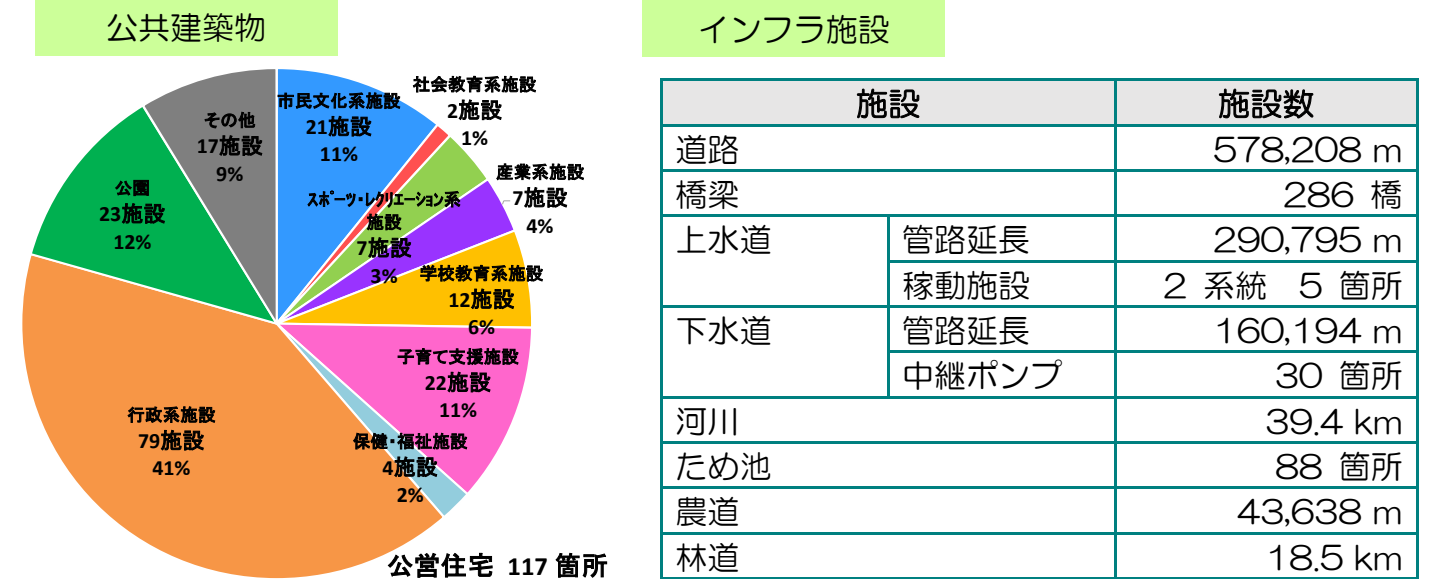 公共建築物
インフラ施設
市民文化系施設
21施設
11%
社会教育系施設
2施設
1%
スポーツ・レクリエーション系
施設
7施設
3%
産業系施設
7施設
4%
学校教育系施設
12施設
6%
子育て支援施設
22施設
11%
保健・福祉施設
4施設
2%
行政系施設
79施設
41%
公園
23施設
12%
その他
17施設
9%
公営住宅 117 箇所
施設 施設数
道路 578,208 m
橋梁 286 橋
上水道 管路延長 290,795 m
稼動施設 2 系統 5 箇所
下水道 管路延長 160,194 m
中継ポンプ 30 箇所
河川 39.4 km
ため池 88 箇所
農道 43,638 m
林道 18.5 km